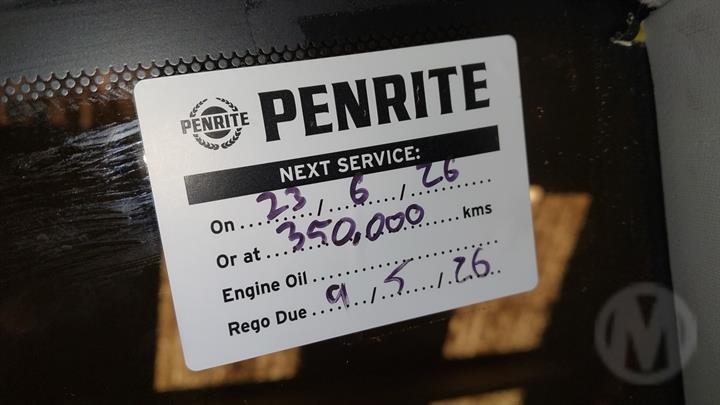 PENRITE PENRITE
NEXT SERVICE:
On 23 / 6 / 26
Or at 350,000 kms
Engine Oil
Rego Due 9 / 5 / 26
M